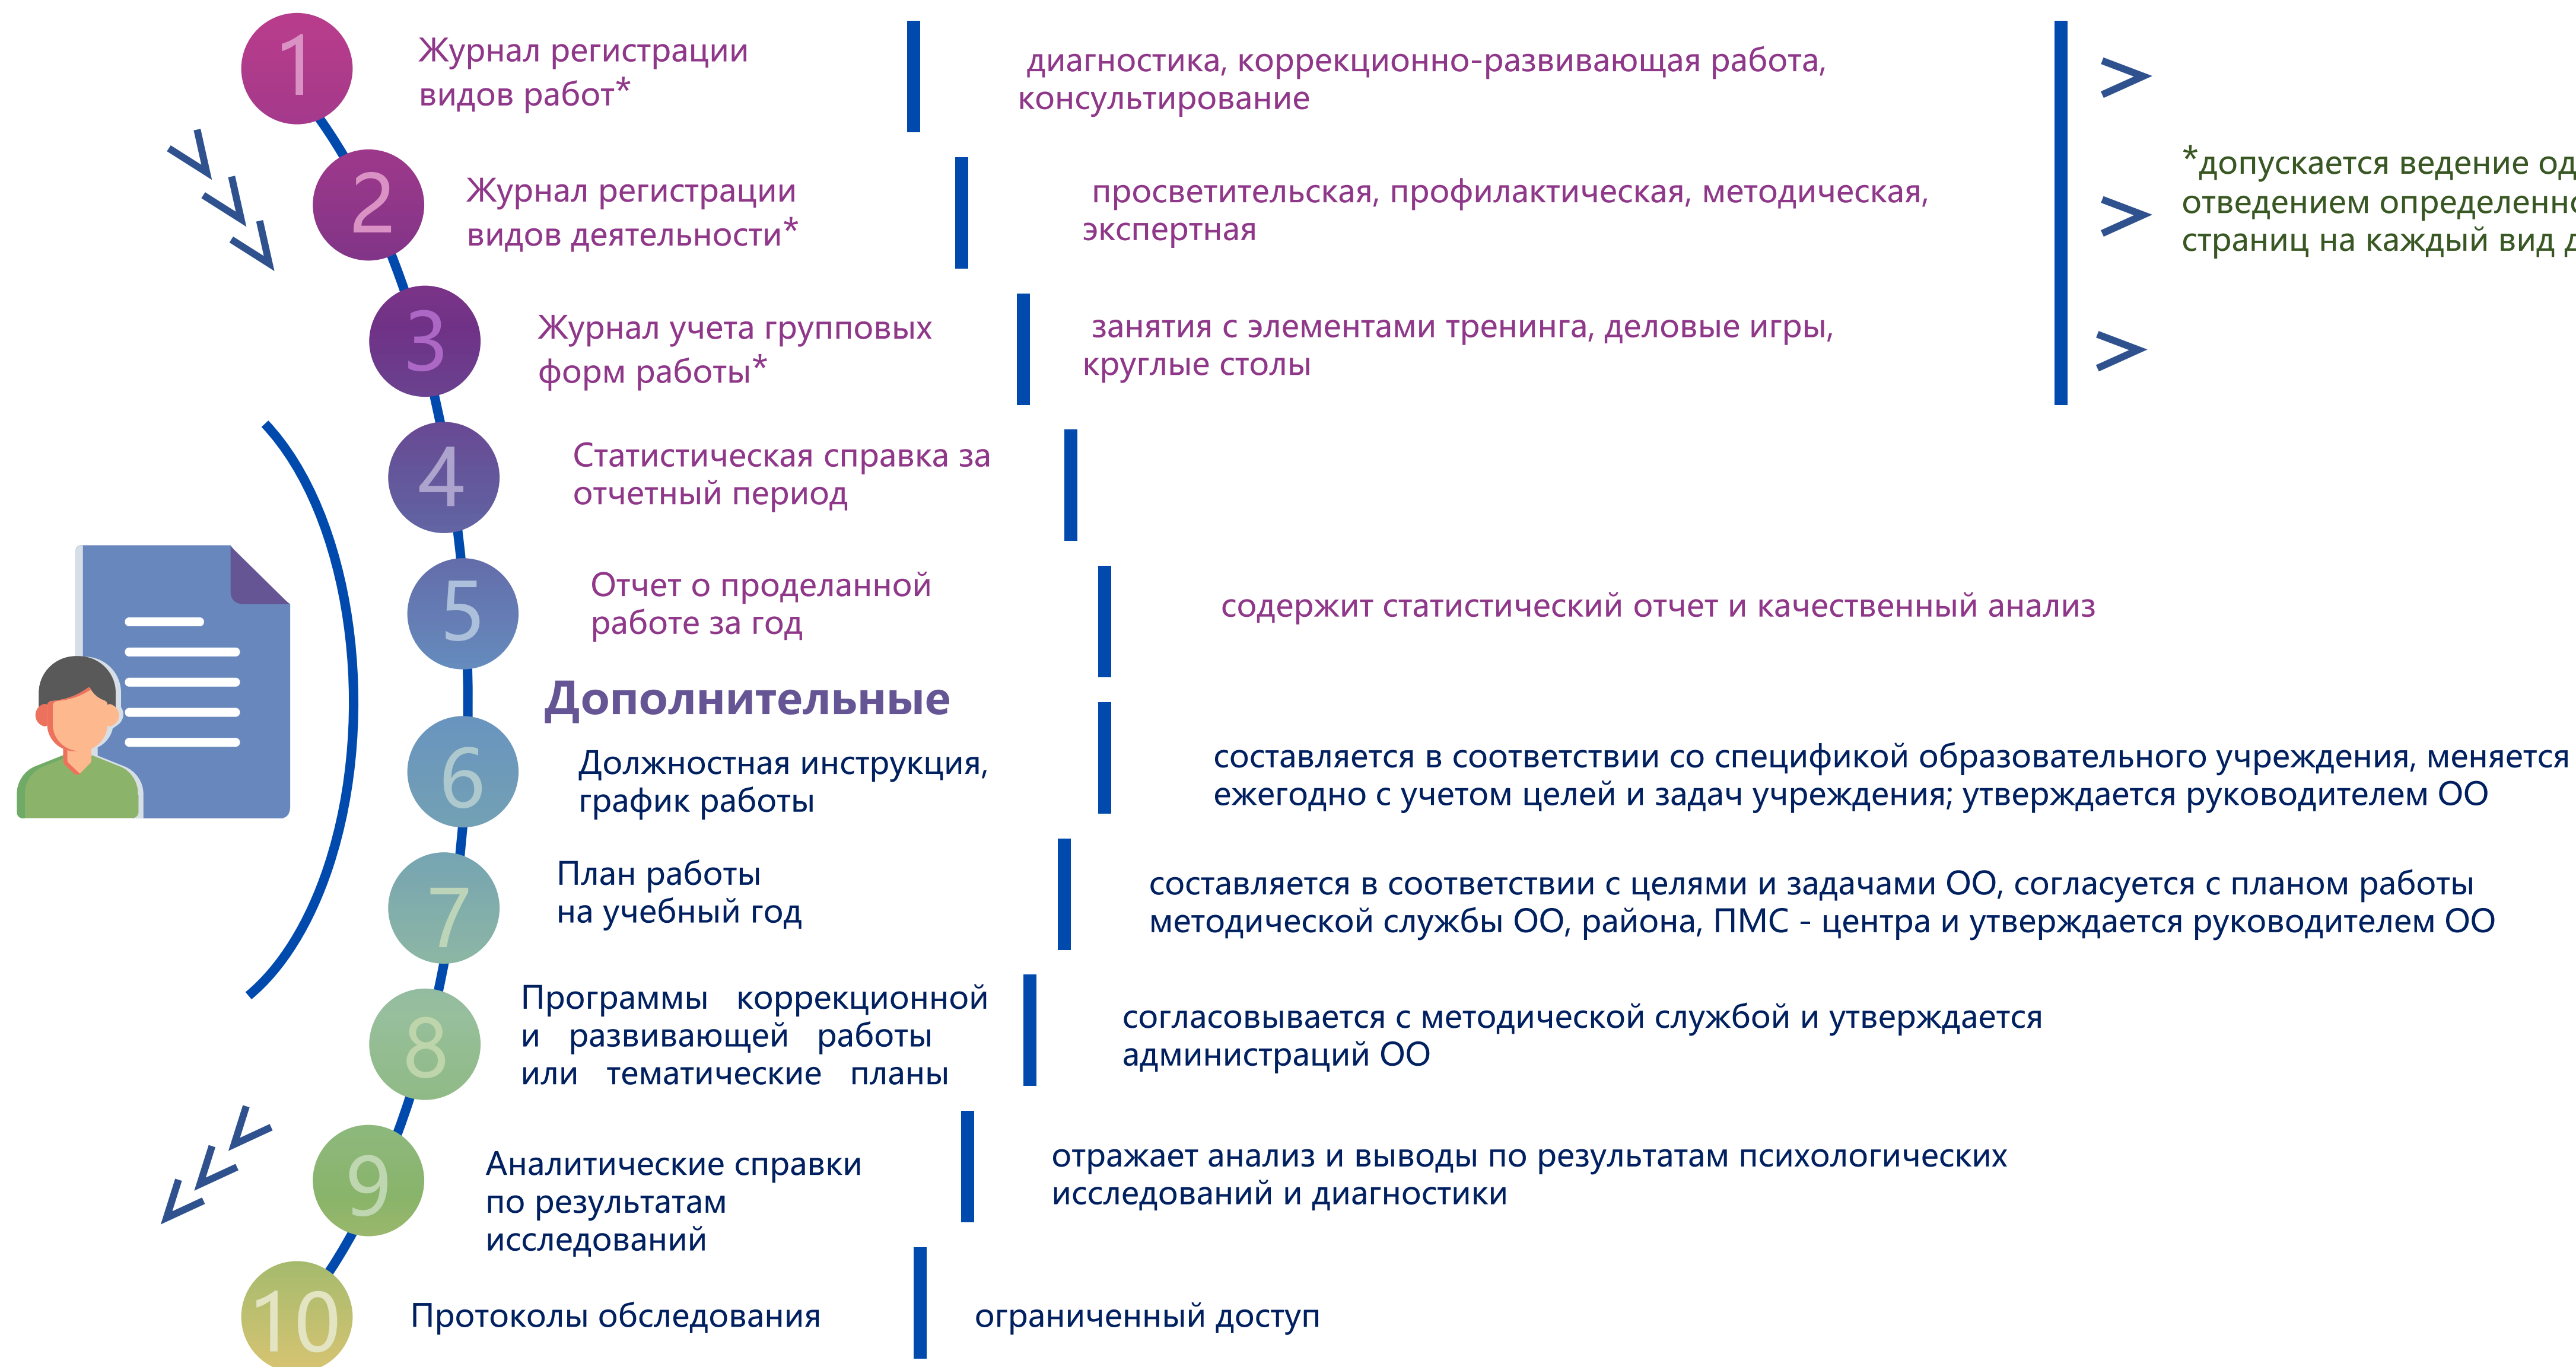 1
Журнал регистрации
видов работ*
диагностика, коррекционно-развивающая работа,
консультирование
2
Журнал регистрации
видов деятельности*
просветительская, профилактическая, методическая,
экспертная
3
Журнал учета групповых
форм работы*
занятия с элементами тренинга, деловые игры,
круглые столы
*допускается ведение
отведением
страниц на каждый вид
4
Статистическая справка за
отчетный период
5
Отчет о проделанной
работе за год
содержит статистический отчет и качественный анализ
Дополнительные
6
Должностная инструкция,
график работы
составляется в соответствии со спецификой образовательного учреждения, меняется
ежегодно с учетом целей и задач учреждения; утверждается руководителем ОО
7
План работы
на учебный год
составляется в соответствии с целями и задачами ОО, согласуется с планом работы
методической службы ОО, района, ПМС - центра и утверждается руководителем ОО
8
Программы коррекционной
и развивающей работы
или тематические планы
согласовывается с методической службой и утверждается
администраций ОО
9
Аналитические справки
по результатам
исследований
отражает анализ и выводы по результатам психологических
исследований и диагностики
10
Протоколы обследования
ограниченный доступ